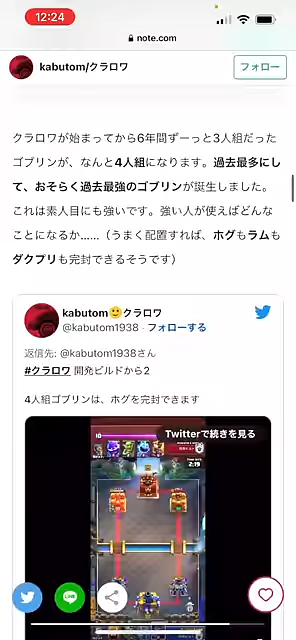 12:24
note.com
kabutom/クラロワ
フォロー
クラロワが始まってから6年間ずーっと3人組だった
ゴブリンが、なんと4人組になります。過去最多にし
て、おそらく過去最強のゴブリンが誕生しました。
これは素人目にも強いです。強い人が使えばどんな
ことになるか……（うまく配置すれば、ホグもラムも
ダクプリも完封できるそうです）
kabutom🙂クラロワ
@kabutom1938・フォローする
返信先: @kabutom1938さん
#クラロワ 開発ビルドから2
4人組ゴブリンは、ホグを完封できます
Twitterで続きを見る
10
2:19
LINE